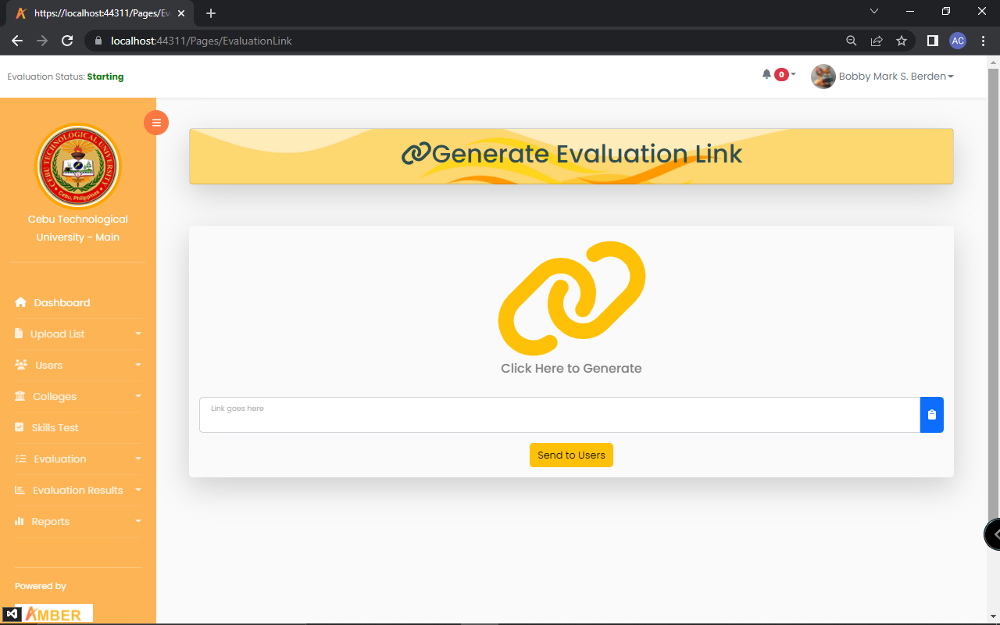 https://localhost:44311/Pages/Ev
AC
localhost:44311/Pages/EvaluationLink
Evaluation Status: Starting
0
Bobby Mark S. Berden
CEBU TECHNOLOGICAL UNIVERSITY
Cebu, Philippines
Cebu Technological
University - Main
Generate Evaluation Link
Click Here to Generate
Link goes here
Send to Users
Dashboard
Upload List
Users
Colleges
Skills Test
Evaluation
Evaluation Results
Reports
Powered by
AMBER